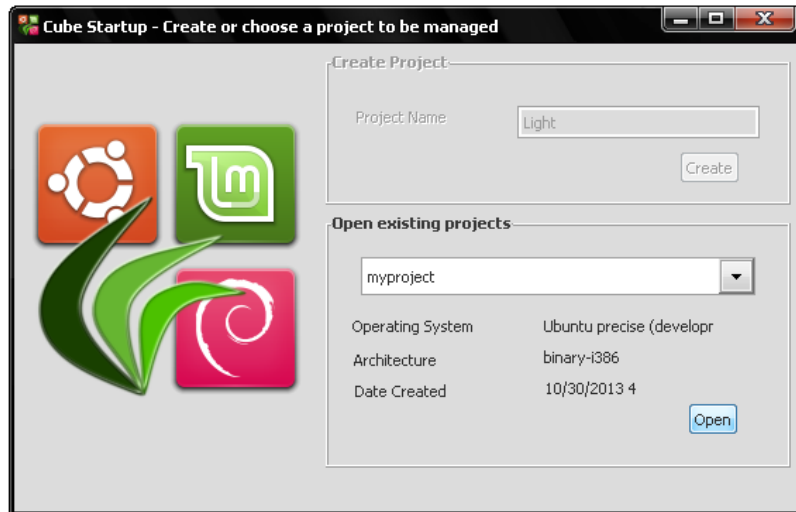 Cube Startup - Create or choose a project to be managed
Create Project
Project Name
Light
Create
Open existing projects
myproject
Operating System Ubuntu precise (developr
Architecture binary-i386
Date Created 10/30/2013 4
Open
lm